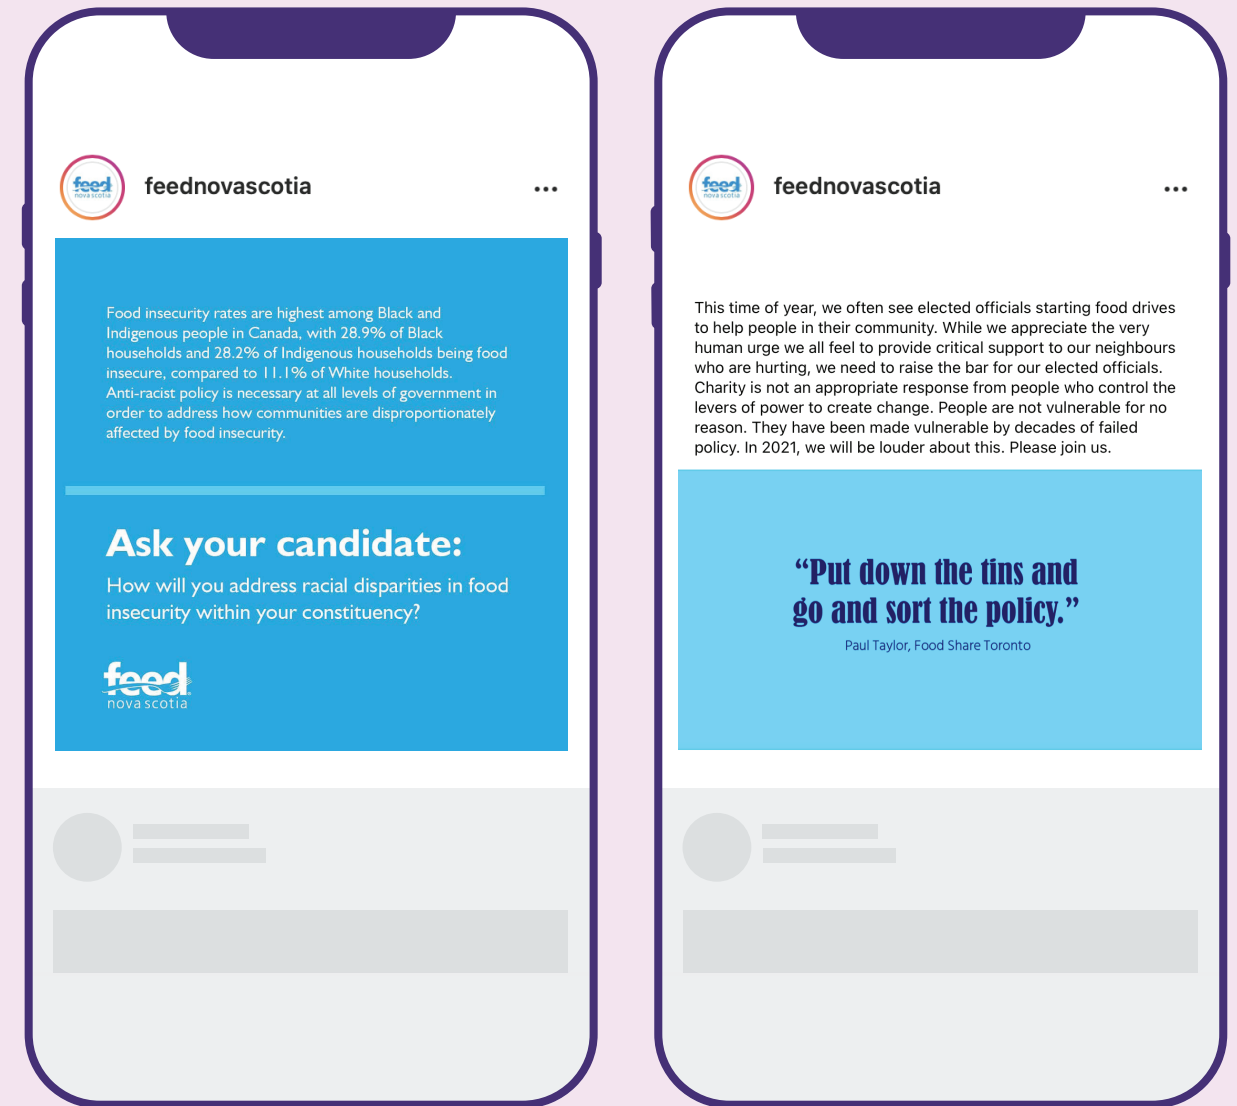 feed
nova scotia
feednovascotia
...
Food insecurity rates are highest among Black and
Indigenous people in Canada, with 28.9% of Black
households and 28.2% of Indigenous households being food
insecure, compared to 11.1% of White households.
Anti-racist policy is necessary at all levels of government in
order to address how communities are disproportionately
affected by food insecurity.
Ask your candidate:
How will you address racial disparities in food
insecurity within your constituency?
feed
nova scotia
feed
nova scotia
feednovascotia
...
This time of year, we often see elected officials starting food drives
to help people in their community. While we appreciate the very
human urge we all feel to provide critical support to our neighbours
who are hurting, we need to raise the bar for our elected officials.
Charity is not an appropriate response from people who control the
levers of power to create change. People are not vulnerable for no
reason. They have been made vulnerable by decades of failed
policy. In 2021, we will be louder about this. Please join us.
“Put down the tins and
go and sort the policy.”
Paul Taylor, Food Share Toronto